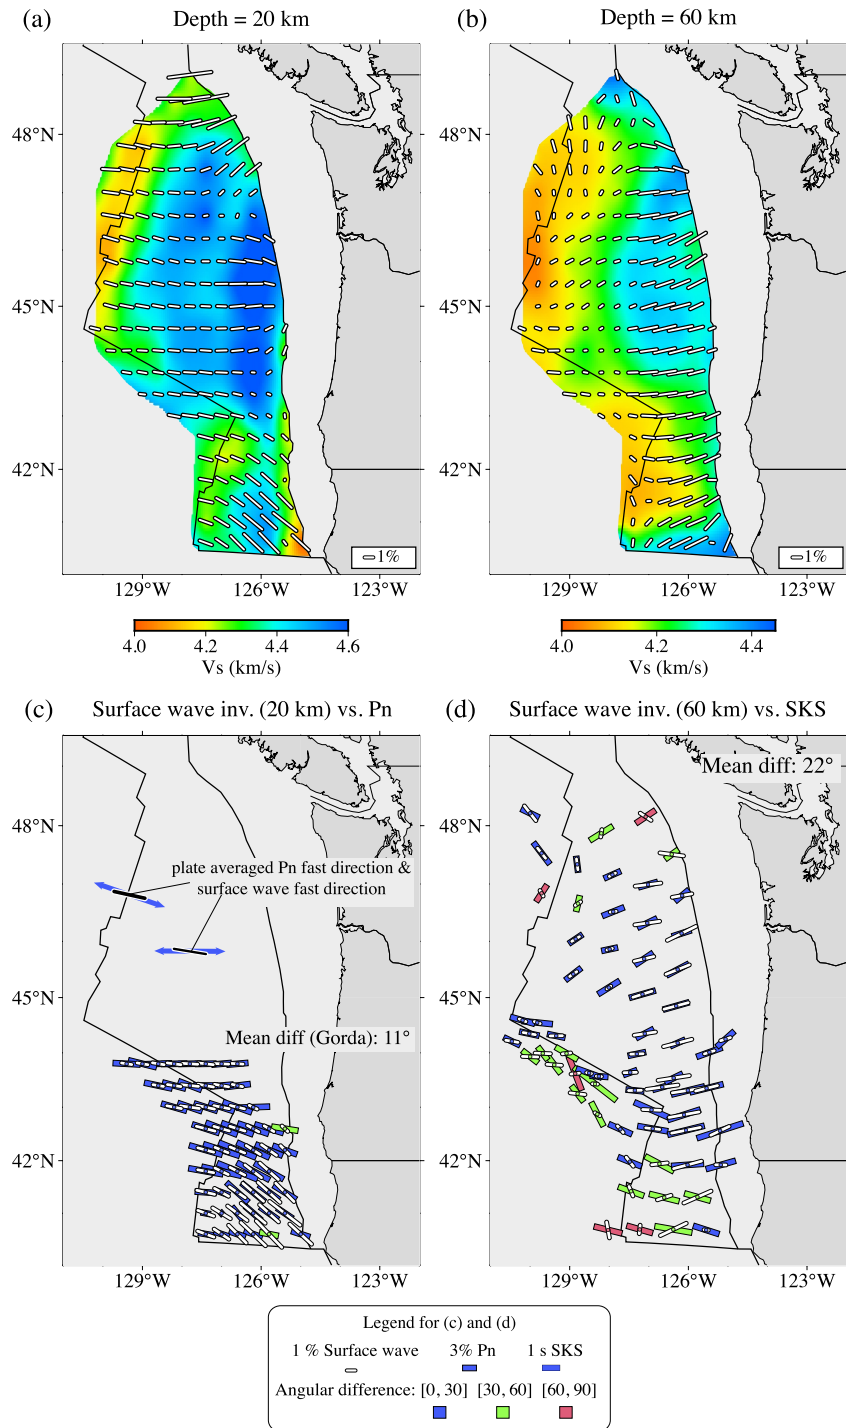 (a) Depth = 20 km
(b) Depth = 60 km
48°N
45°N
42°N
1%
129°W 126°W 123°W
4.0 4.2 4.4 4.6
Vs (km/s)
48°N
45°N
42°N
1%
129°W 126°W 123°W
4.0 4.2 4.4
Vs (km/s)
(c) Surface wave inv. (20 km) vs. Pn
48°N
plate averaged Pn fast direction &
surface wave fast direction
45°N
Mean diff (Gorda): 11°
42°N
129°W 126°W 123°W
(d) Surface wave inv. (60 km) vs. SKS
Mean diff: 22°
48°N
45°N
42°N
129°W 126°W 123°W
Legend for (c) and (d)
1 % Surface wave 3% Pn 1 s SKS
Angular difference: [0, 30] [30, 60] [60, 90]